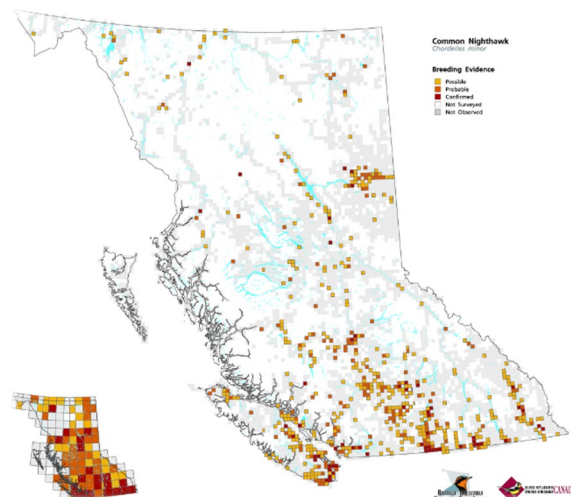 Common Nighthawk
Chordeiles minor
Breeding Evidence
Possible
Probable
Confirmed
Not Surveyed
Not Observed